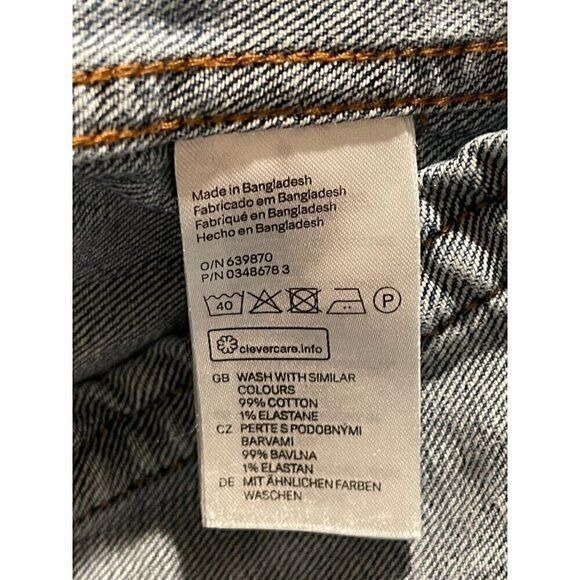 Made in Bangladesh
Fabricado em Bangladesh
Fabriqué en Bangladesh
Hecho en Bangladesh
O/N 639870
P/N 0348678 3
40 P
clevercare.info
GB WASH WITH SIMILAR
COLOURS
99% COTTON
1% ELASTANE
CZ PERTE S PODOBNÝMI
BARVAMI
99% BAVLNA
1% ELASTAN
DE MIT ÄHNLICHEN FARBEN
WASCHEN